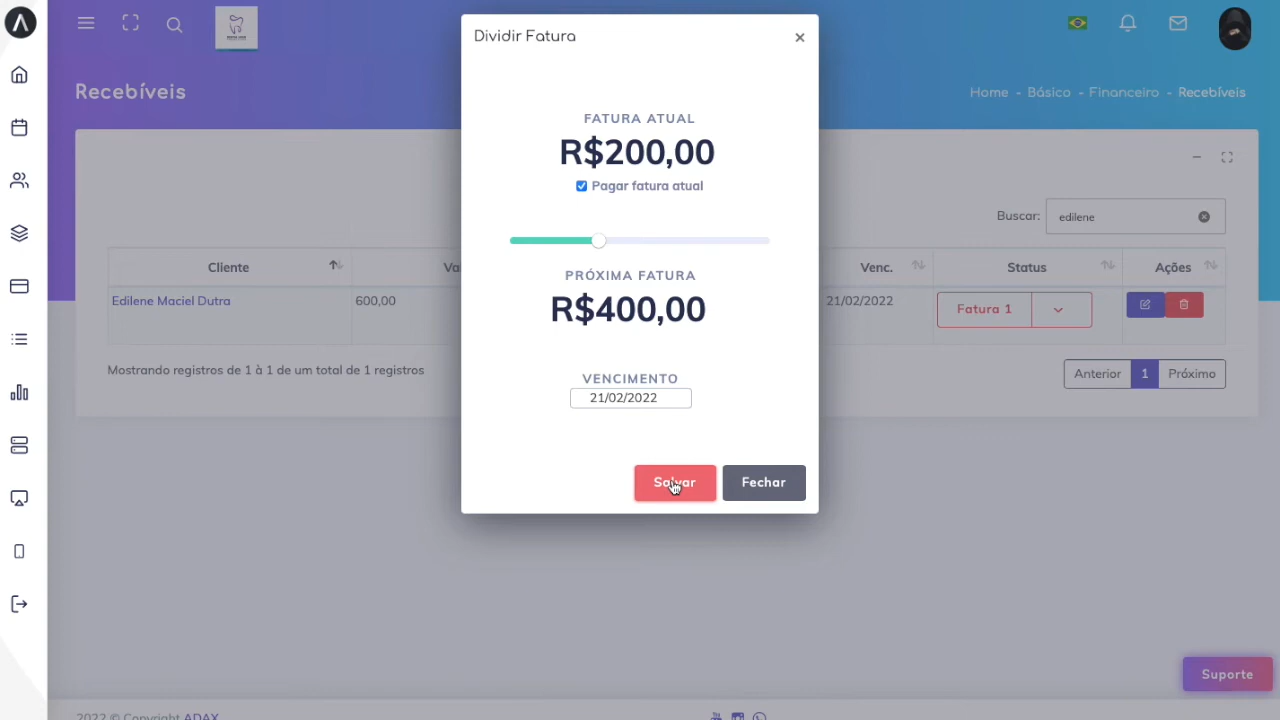 Dividir Fatura
×
Recebíveis
Home - Básico - Financeiro - Recebíveis
FATURA ATUAL
R$200,00
Pagar fatura atual
Buscar: edilene
PRÓXIMA FATURA
R$400,00
Cliente Va Venc. Status Ações
Edilene Maciel Dutra 600,00 21/02/2022 Fatura 1
Mostrando registros de 1 à 1 de um total de 1 registros
Anterior 1 Próximo
VENCIMENTO
21/02/2022
Salvar Fechar
Suporte
2022 © Copyright ADAX